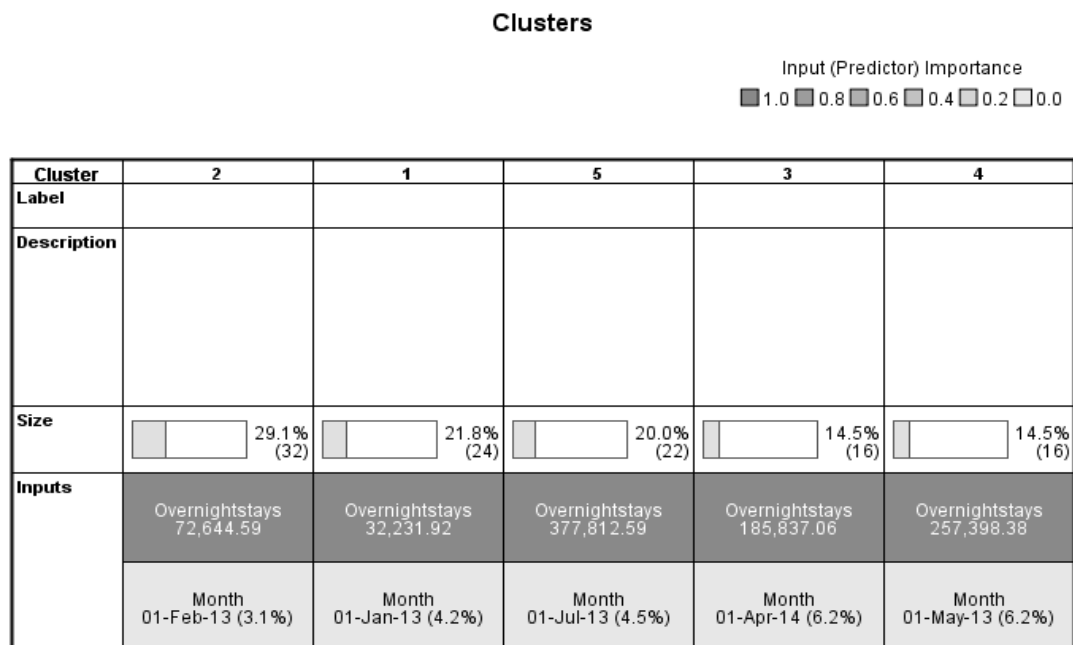 Clusters
Input (Predictor) Importance
1.0 0.8 0.6 0.4 0.2 0.0
Cluster 2 1 5 3 4
Label
Description
Size
29.1% 21.8% 20.0% 14.5% 14.5%
(32) (24) (22) (16) (16)
Inputs
Overnightstays Overnightstays Overnightstays Overnightstays Overnightstays
72,644.59 32,231.92 377,812.59 185,837.06 257,398.38
Month Month Month Month Month
01-Feb-13 (3.1%) 01-Jan-13 (4.2%) 01-Jul-13 (4.5%) 01-Apr-14 (6.2%) 01-May-13 (6.2%)